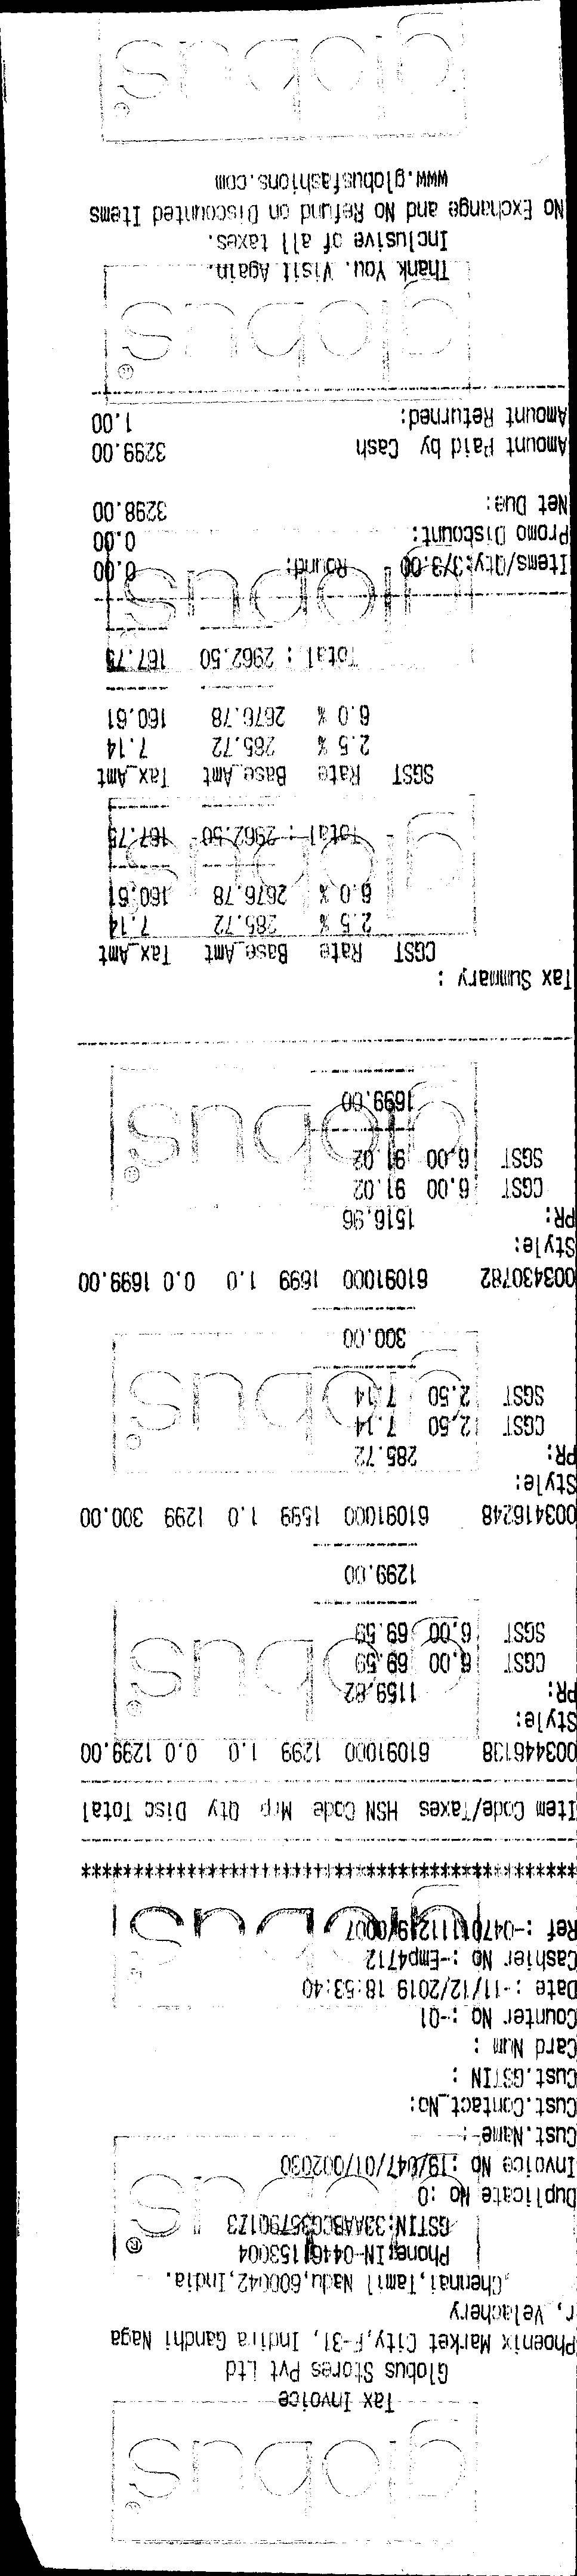 globus®
Tax Invoice
Globus Stores Pvt Ltd
Phoenix Market City,F-31, Indira Gandhi Naga
r, Velachery
,Chennai,Tamil Nadu,600042,India.
Phone:IN-04461153004
GSTIN:33AABCG3579Q1Z3
Duplicate No :0
Invoice No :19/047/01/002030
Cust.Name :
Cust.Contact_No:
Cust.GSTIN :
Card Num :
Counter No :-01
Date :-11/12/2019 18:53:40
Cashier No :-Emp4712
Ref :-04701111219/0007
globus
Item Code/Taxes HSN Code Mrp Qty Disc Total
003446138 61091000 1299 1.0 0.0 1299.00
Style:
PR: 1159.82
CGST 6.00 69.59
SGST 6.00 69.59
globus®
1299.00
003416248 61091000 1599 1.0 1299 300.00
Style:
PR: 285.72
CGST 2.50 7.14
SGST 2.50 7.14
globus
300.00
003430782 61091000 1699 1.0 0.0 1699.00
Style:
PR: 1516.96
CGST 6.00 91.02
SGST 6.00 91.02
globus®
1699.00
Tax Summary :
CGST Rate Base_Amt Tax_Amt
2.5 % 285.72 7.14
6.0 % 2676.78 160.61
globus
Total : 2962.50 167.75
SGST Rate Base_Amt Tax_Amt
2.5 % 285.72 7.14
6.0 % 2676.78 160.61
Total : 2962.50 167.75
globus
Items/Qty:3/3.00 Round: 0.00
Promo Discount: 0.00
Net Due: 3298.00
Amount Paid by Cash 3299.00
Amount Returned: 1.00
globus®
Thank You. Visit Again.
Inclusive of all taxes.
No Exchange and No Refund on Discounted Items
www.globusfashions.com
globus